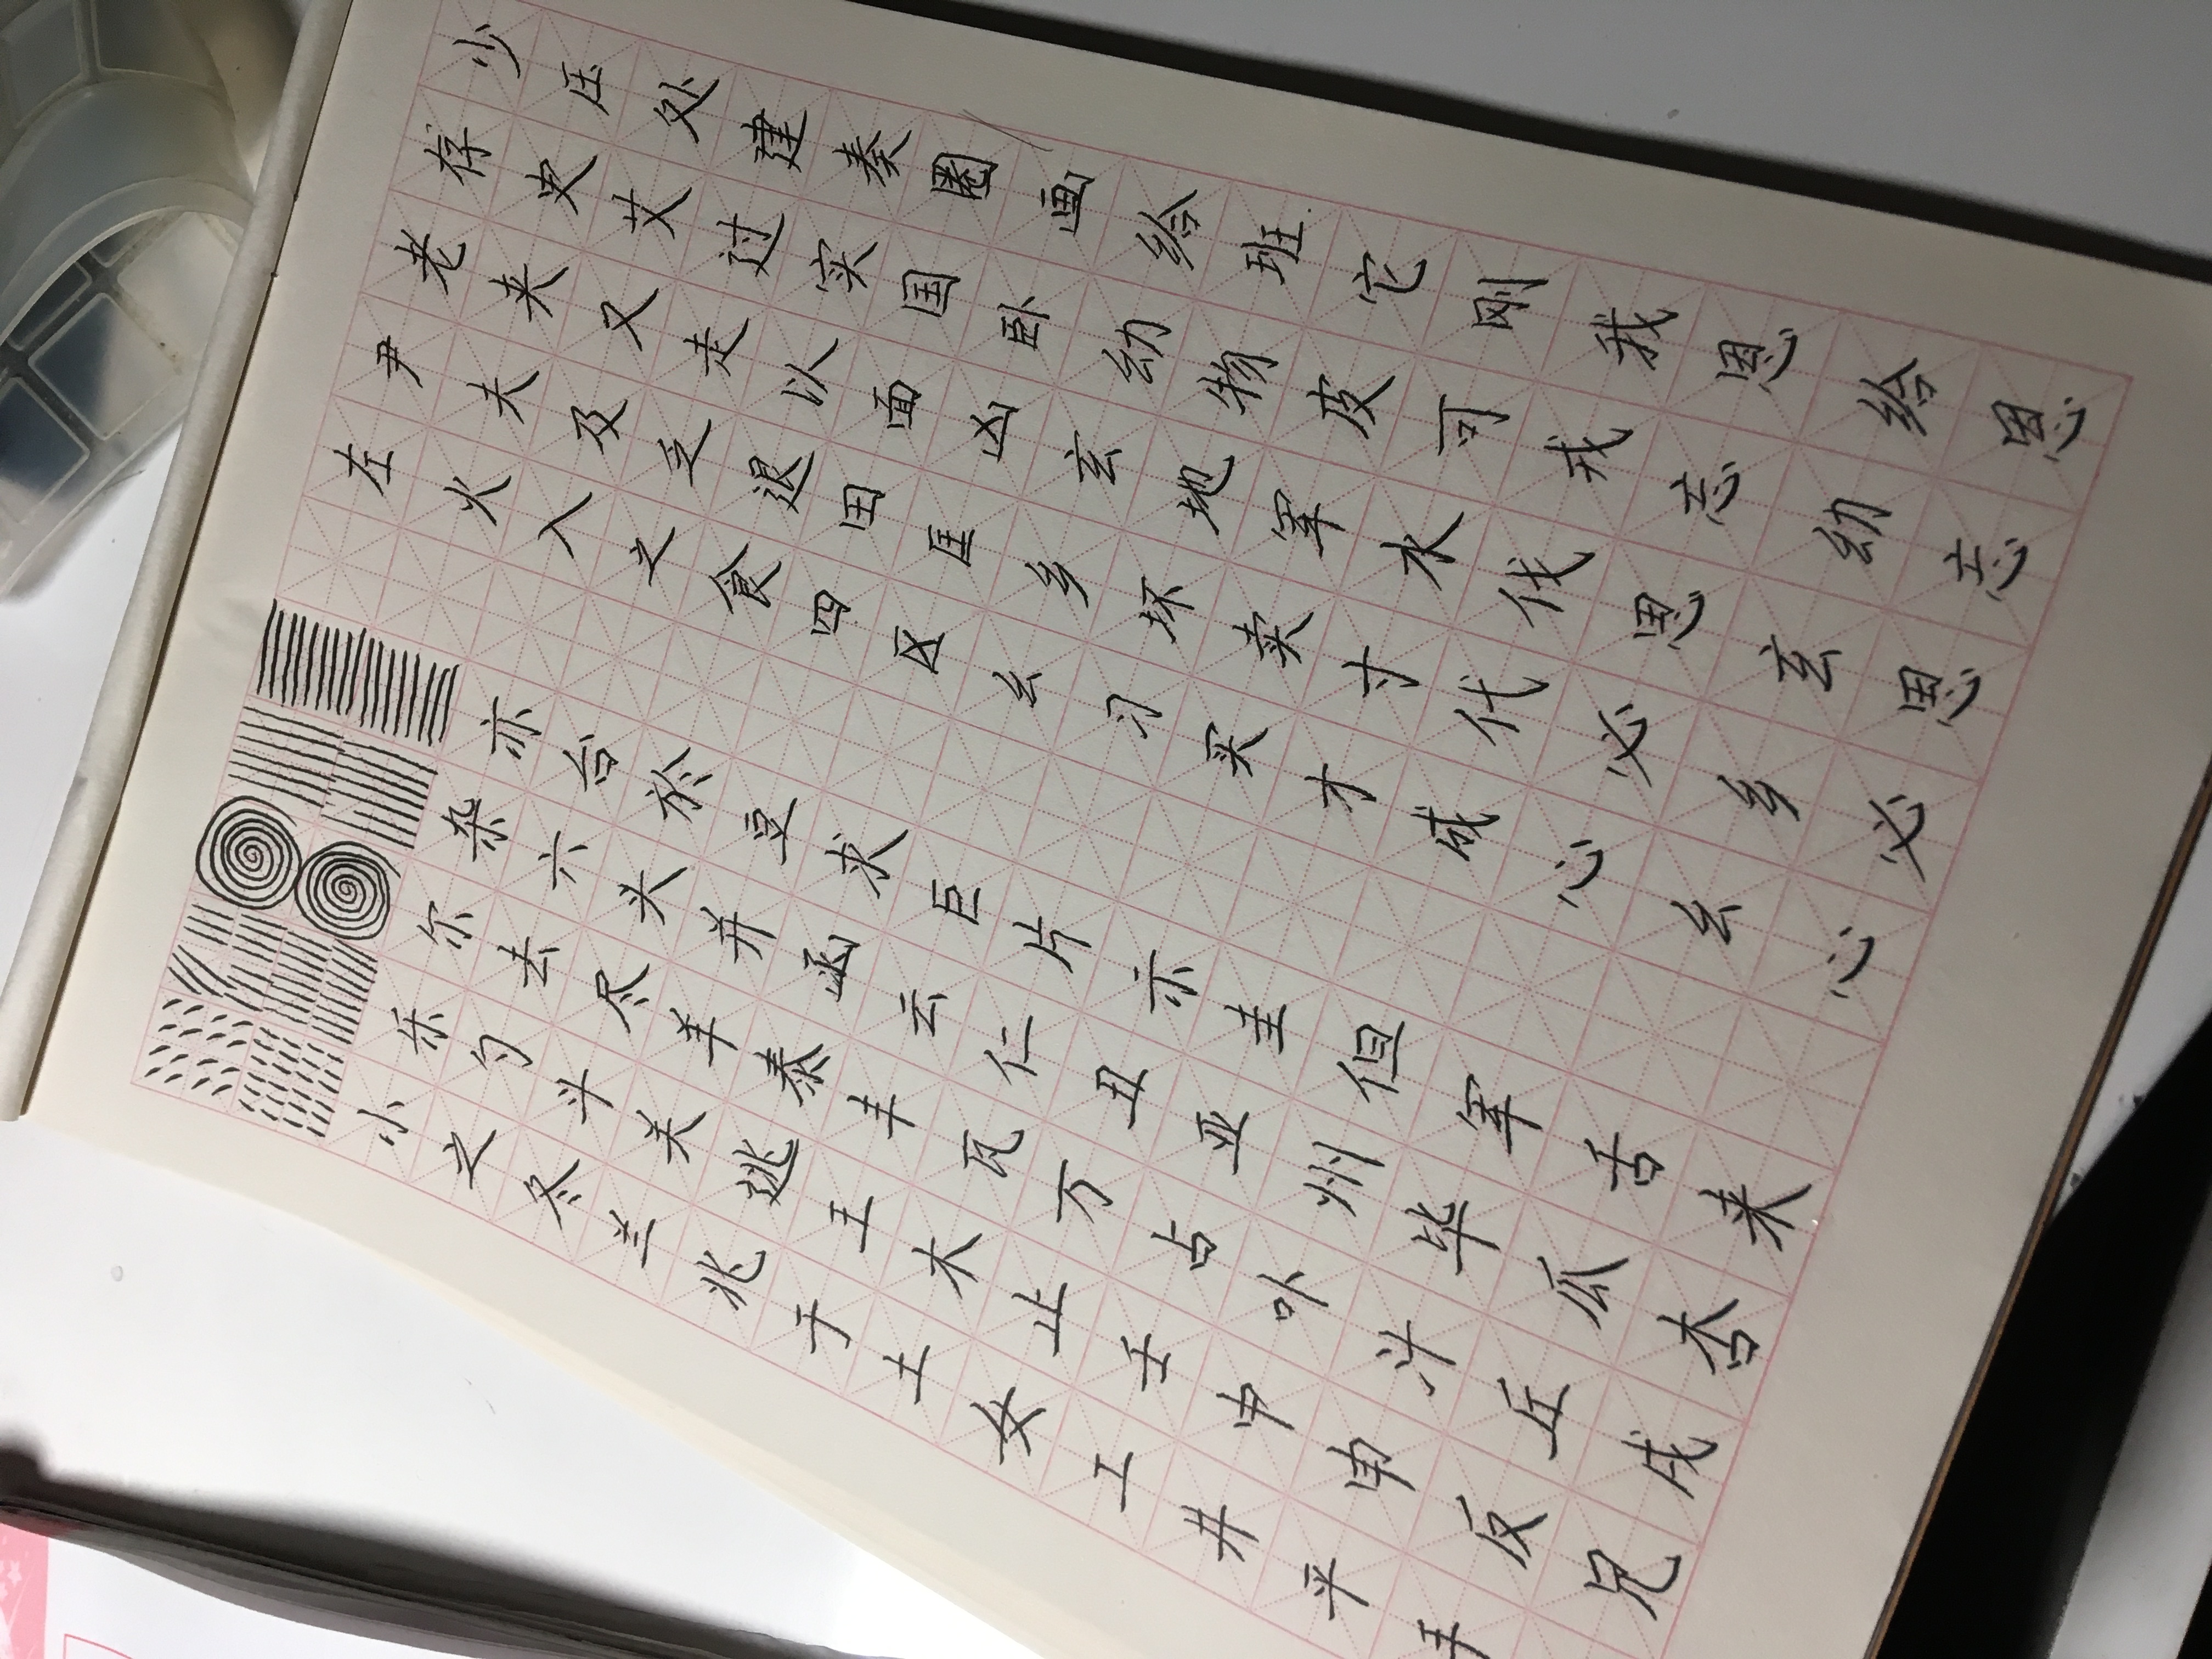 左 尹 老 存 少
火 夫 夹 史 压
小 乐 尔 杂 亦 入 及 又 艾 处
之 勺 去 六 台 之 乏 走 过 建
冬 斗 尽 头 於 食 退 以 实 奏
兰 关 羊 并 豆 四 田 面 国 圈
兆 逃 泰 函 求 区 匡 凶 卧 画
于 王 丰 云 巨 幺 乡 玄 幼 给
土 木 瓦 仁 片 习 坏 地 物 班
女 止 万 丑 示 买 卖 军 皮 它
工 壬 占 亚 圭 才 寸 水 可 刚
井 申 卟 州 但 成 代 伐 戎 我
平 申 斗 毕 军 心 必 思 忘 恩
手 反 丘 瓜 舌 幺 乡 玄 幼 给
兄 戌 杏 来 心 必 思 忘 恩